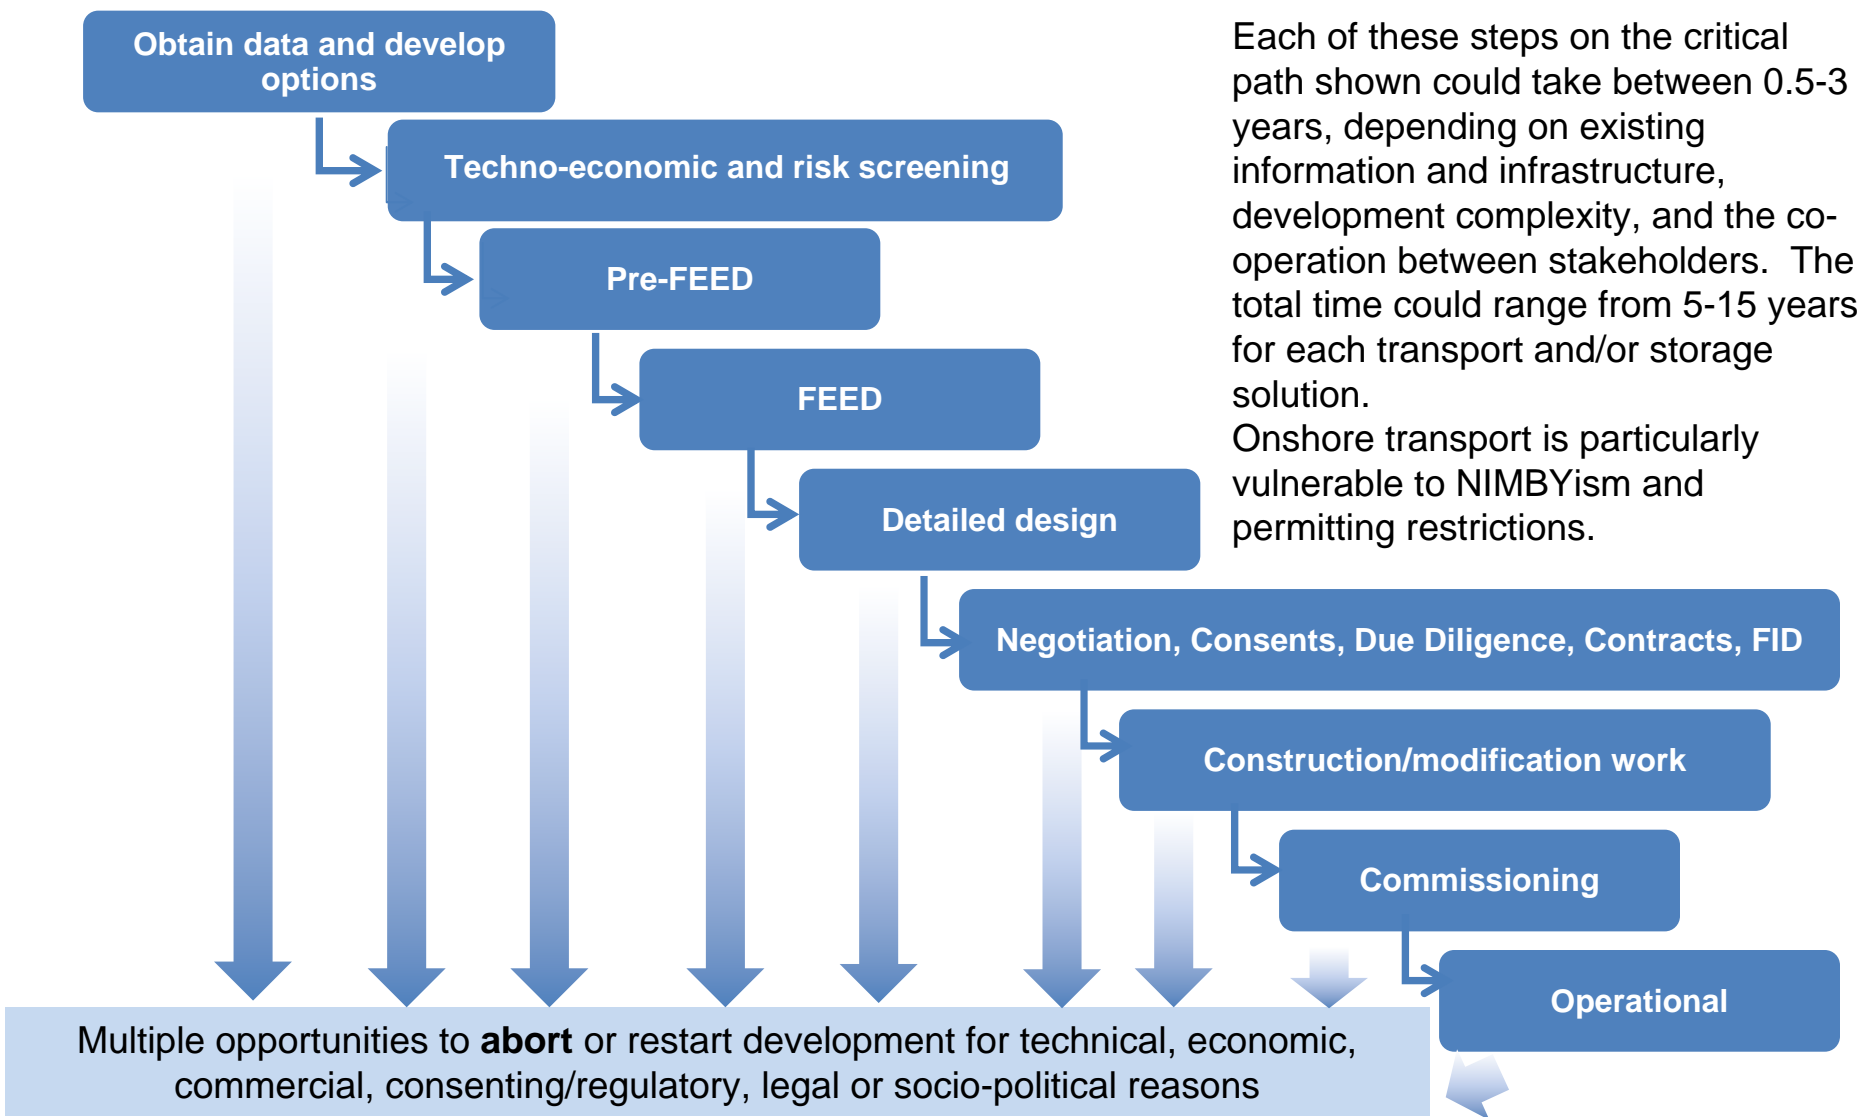 Obtain data and develop
options
Techno-economic and risk screening
Pre-FEED
FEED
Detailed design
Negotiation, Consents, Due Diligence, Contracts, FID
Construction/modification work
Commissioning
Operational
Each of these steps on the critical
path shown could take between 0.5-3
years, depending on existing
information and infrastructure,
development complexity, and the co-
operation between stakeholders.  The
total time could range from 5-15 years
for each transport and/or storage
solution.
Onshore transport is particularly
vulnerable to NIMBYism and
permitting restrictions.
Multiple opportunities to abort or restart development for technical, economic,
commercial, consenting/regulatory, legal or socio-political reasons